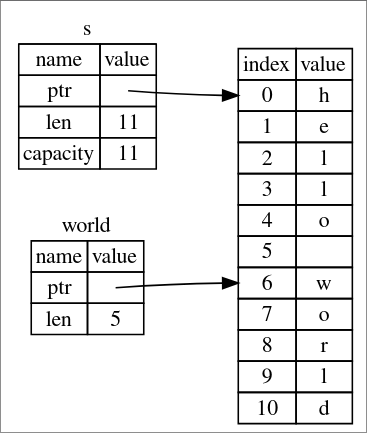 s
name value
ptr
len 11
capacity 11
world
name value
ptr
len 5
index value
0 h
1 e
2 l
3 l
4 o
5
6 w
7 o
8 r
9 l
10 d